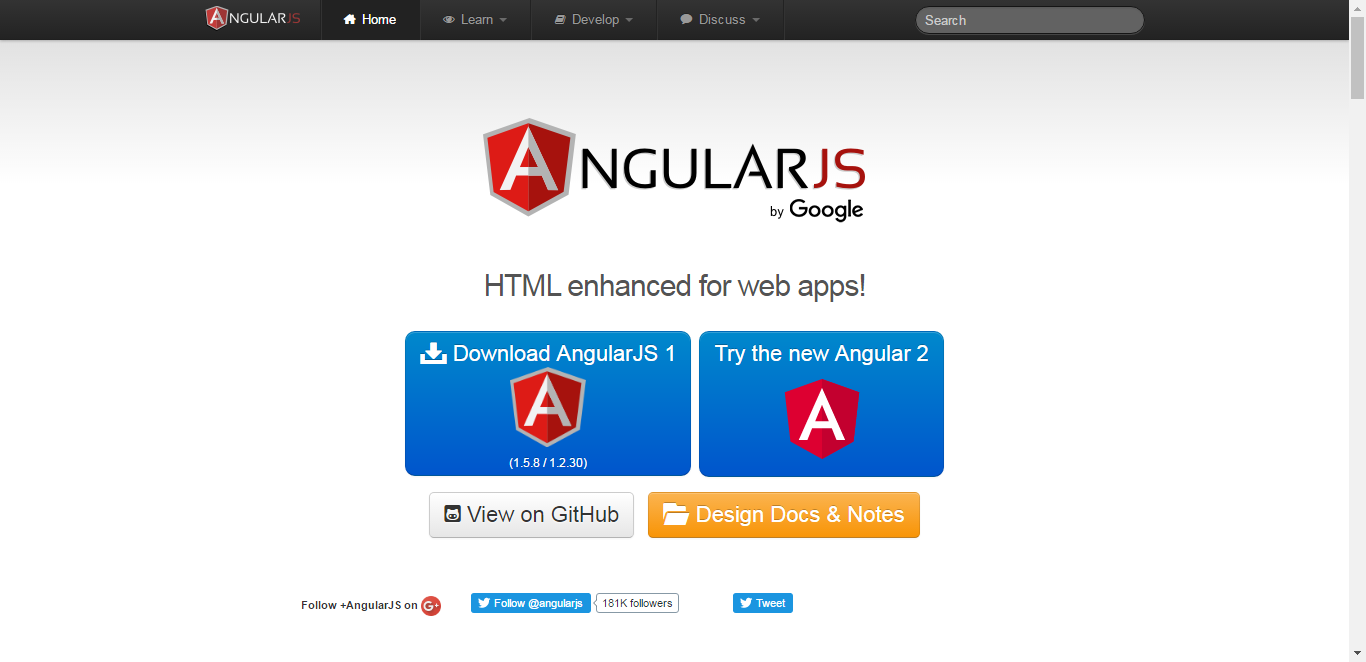 ANGULARJS Home Learn Develop Discuss Search
ANGULARJS
by Google
HTML enhanced for web apps!
Download AngularJS 1
(1.5.8 / 1.2.30)
Try the new Angular 2
View on GitHub Design Docs & Notes
Follow +AngularJS on G+ Follow @angularjs 181K followers Tweet